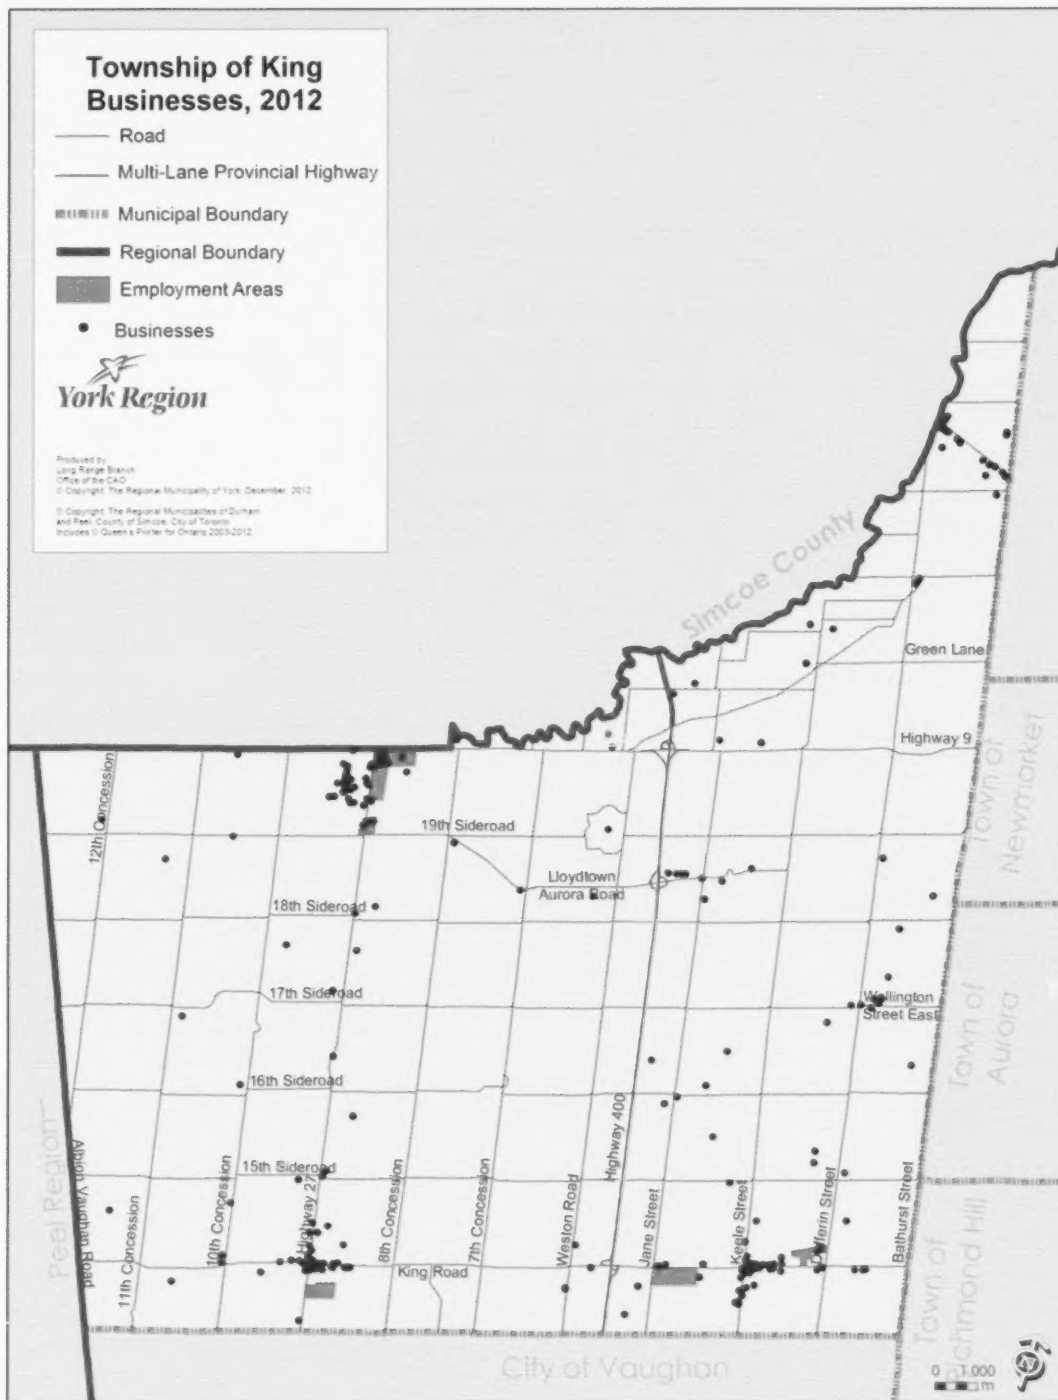 Township of King
Businesses, 2012
Road
Multi-Lane Provincial Highway
Municipal Boundary
Regional Boundary
Employment Areas
Businesses
York Region
Produced by
Long Range Branch
Office of the CAO
© Copyright, The Regional Municipality of York, December, 2012
© Copyright, The Regional Municipalities of Durham
and Peel, County of Simcoe, City of Toronto
Includes © Queen's Printer for Ontario 2003-2012
Simcoe County
Green Lane
Highway 9
Town of
Newmarket
12th Concession
19th Sideroad
Lloydtown
Aurora Road
18th Sideroad
17th Sideroad
Wellington
Street East
Town of
Aurora
16th Sideroad
Highway 400
Peel Region
Albion Vaughan Road
15th Sideroad
11th Concession
10th Concession
Highway 27
8th Concession
7th Concession
Weston Road
Jane Street
Keele Street
Dufferin Street
Bathurst Street
Town of
Richmond Hill
King Road
City of Vaughan
0 1,000
m